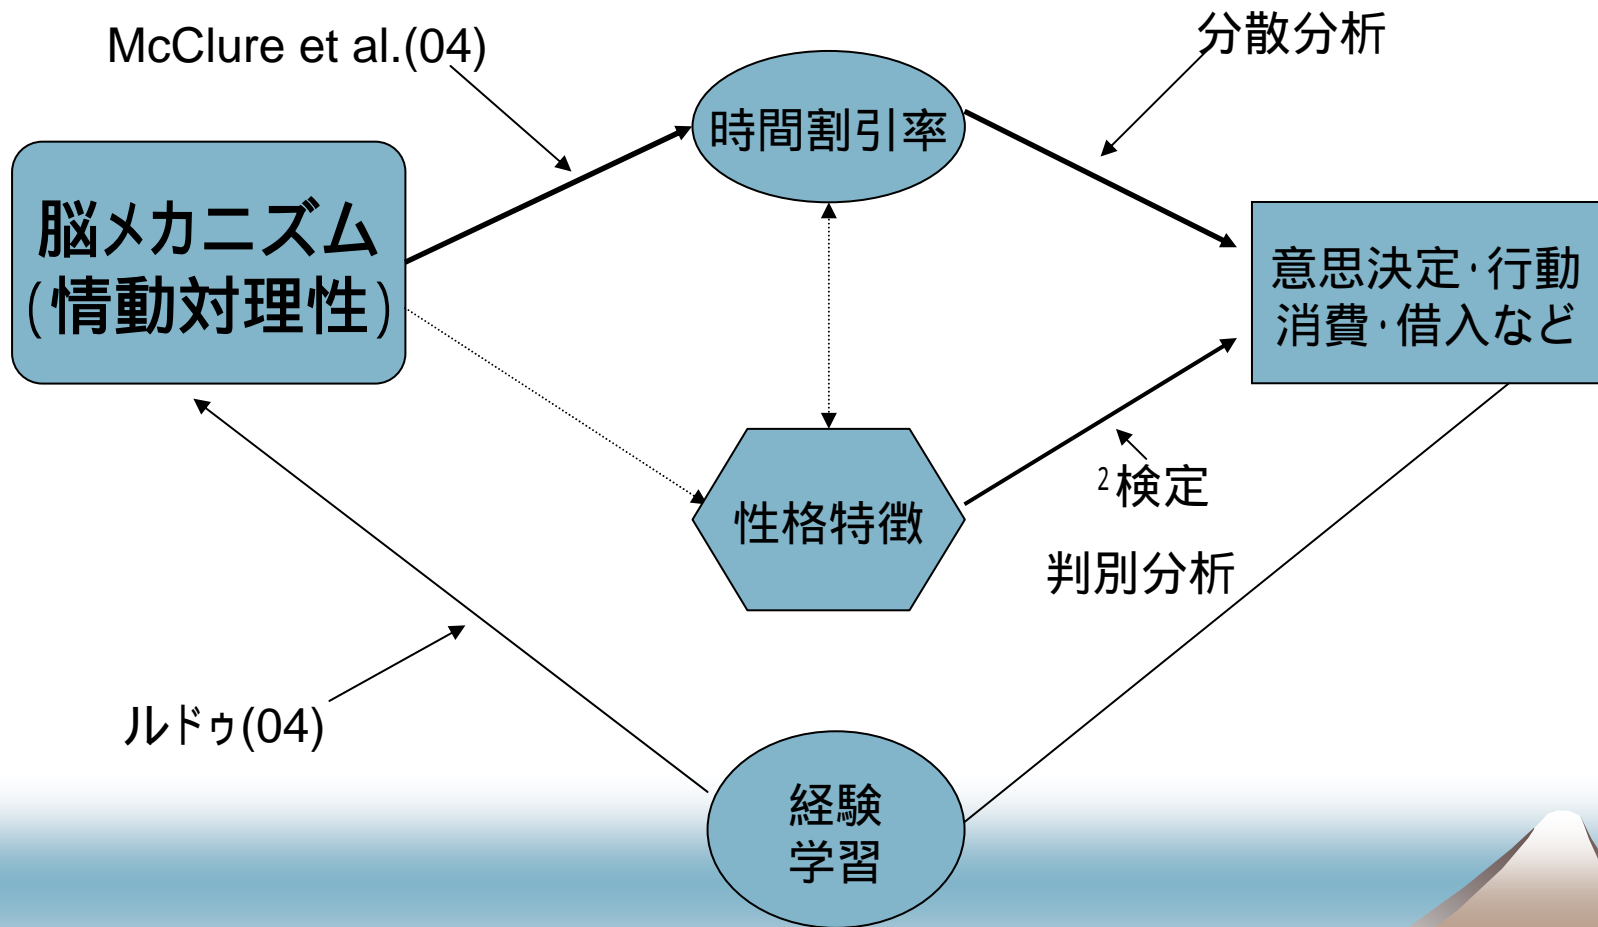 McClure et al.(04)
分散分析
時間割引率
脳メカニズム
(情動対理性)
意思決定・行動
消費・借入など
²検定
性格特徴
判別分析
ルドゥ(04)
経験
学習